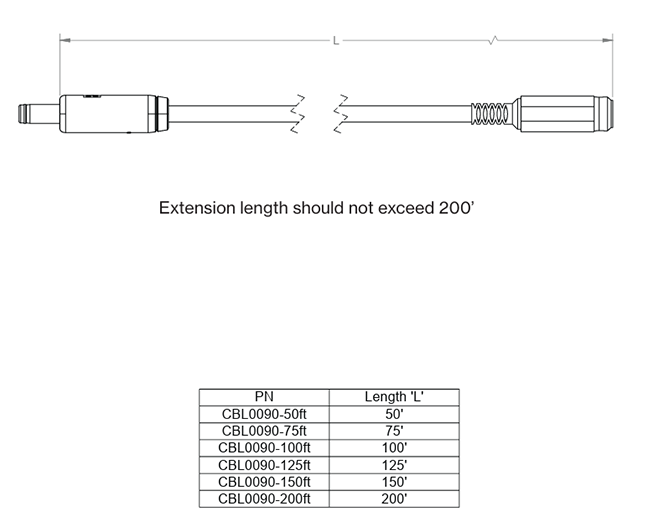 L
Extension length should not exceed 200’
PN Length 'L'
CBL0090-50ft 50'
CBL0090-75ft 75'
CBL0090-100ft 100'
CBL0090-125ft 125'
CBL0090-150ft 150'
CBL0090-200ft 200'